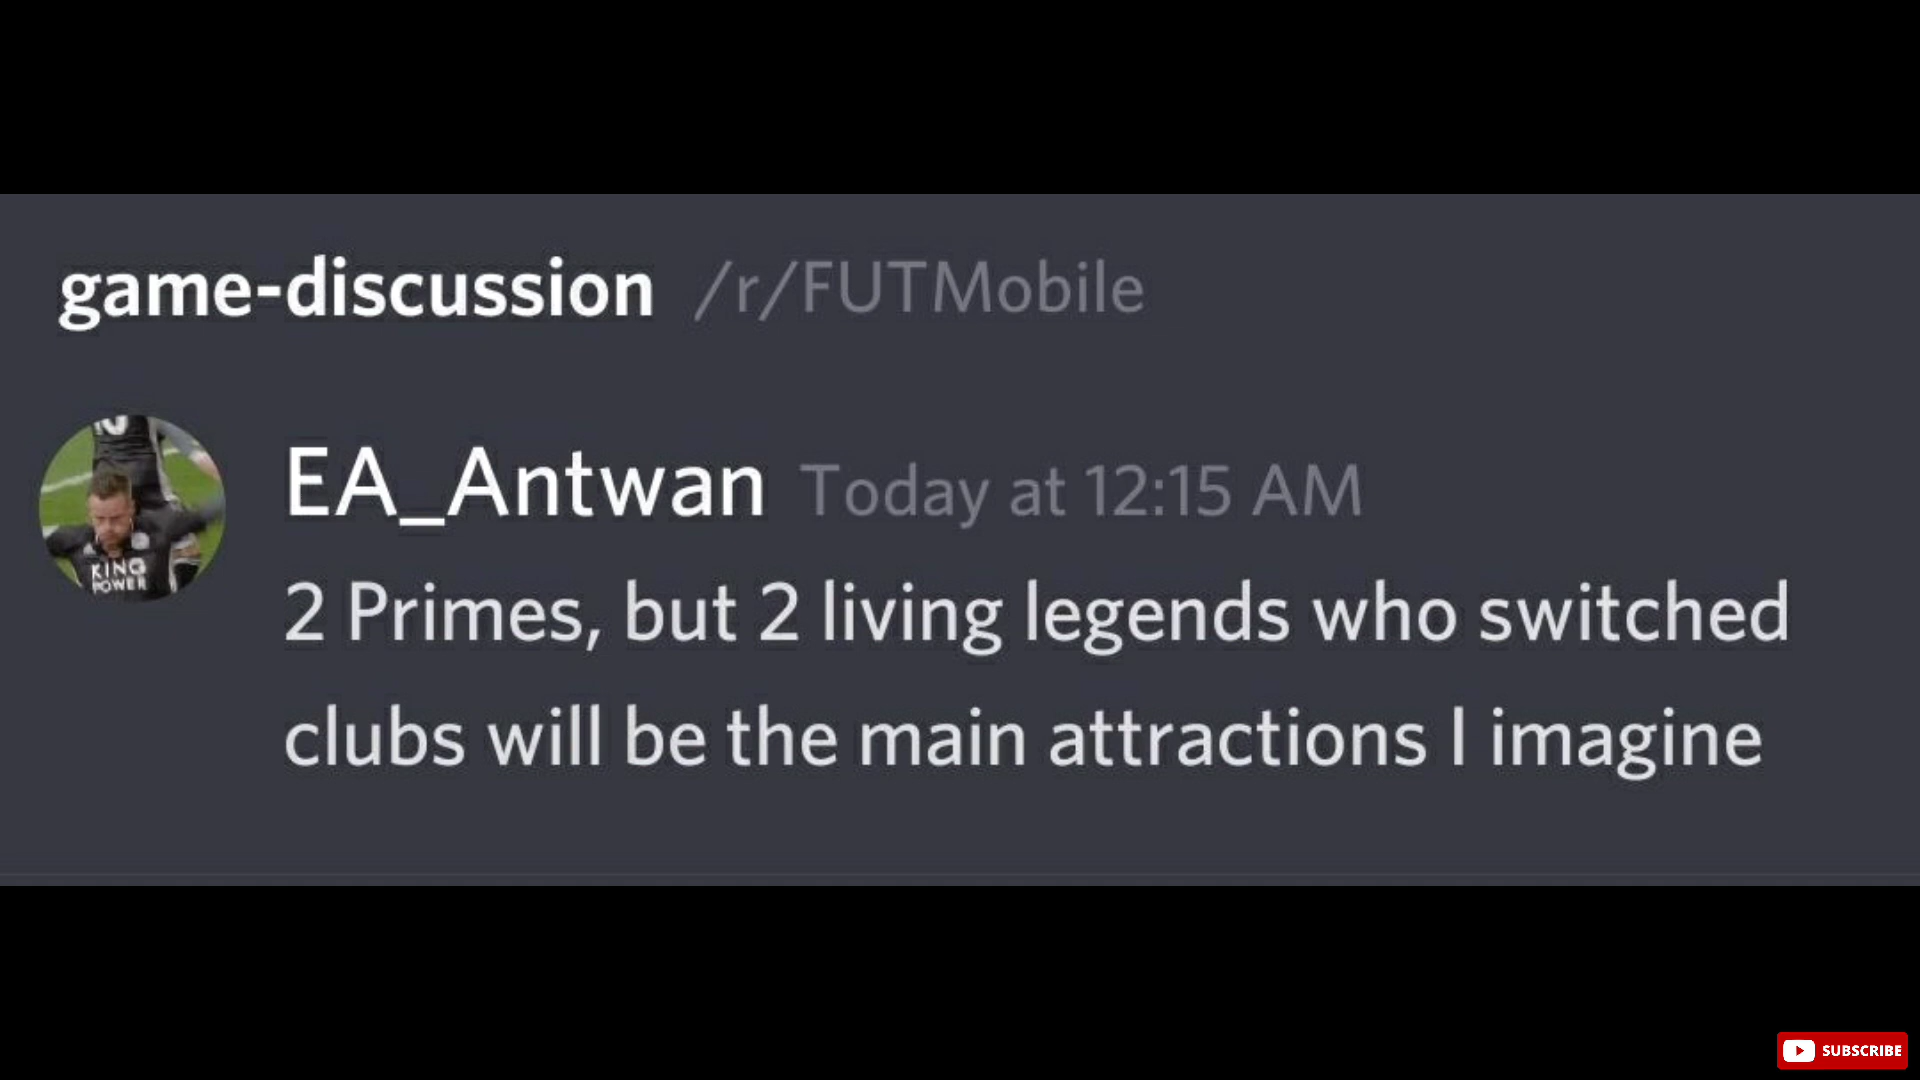 game-discussion /r/FUTMobile
EA_Antwan Today at 12:15 AM
KING
POWER
2 Primes, but 2 living legends who switched
clubs will be the main attractions I imagine
SUBSCRIBE